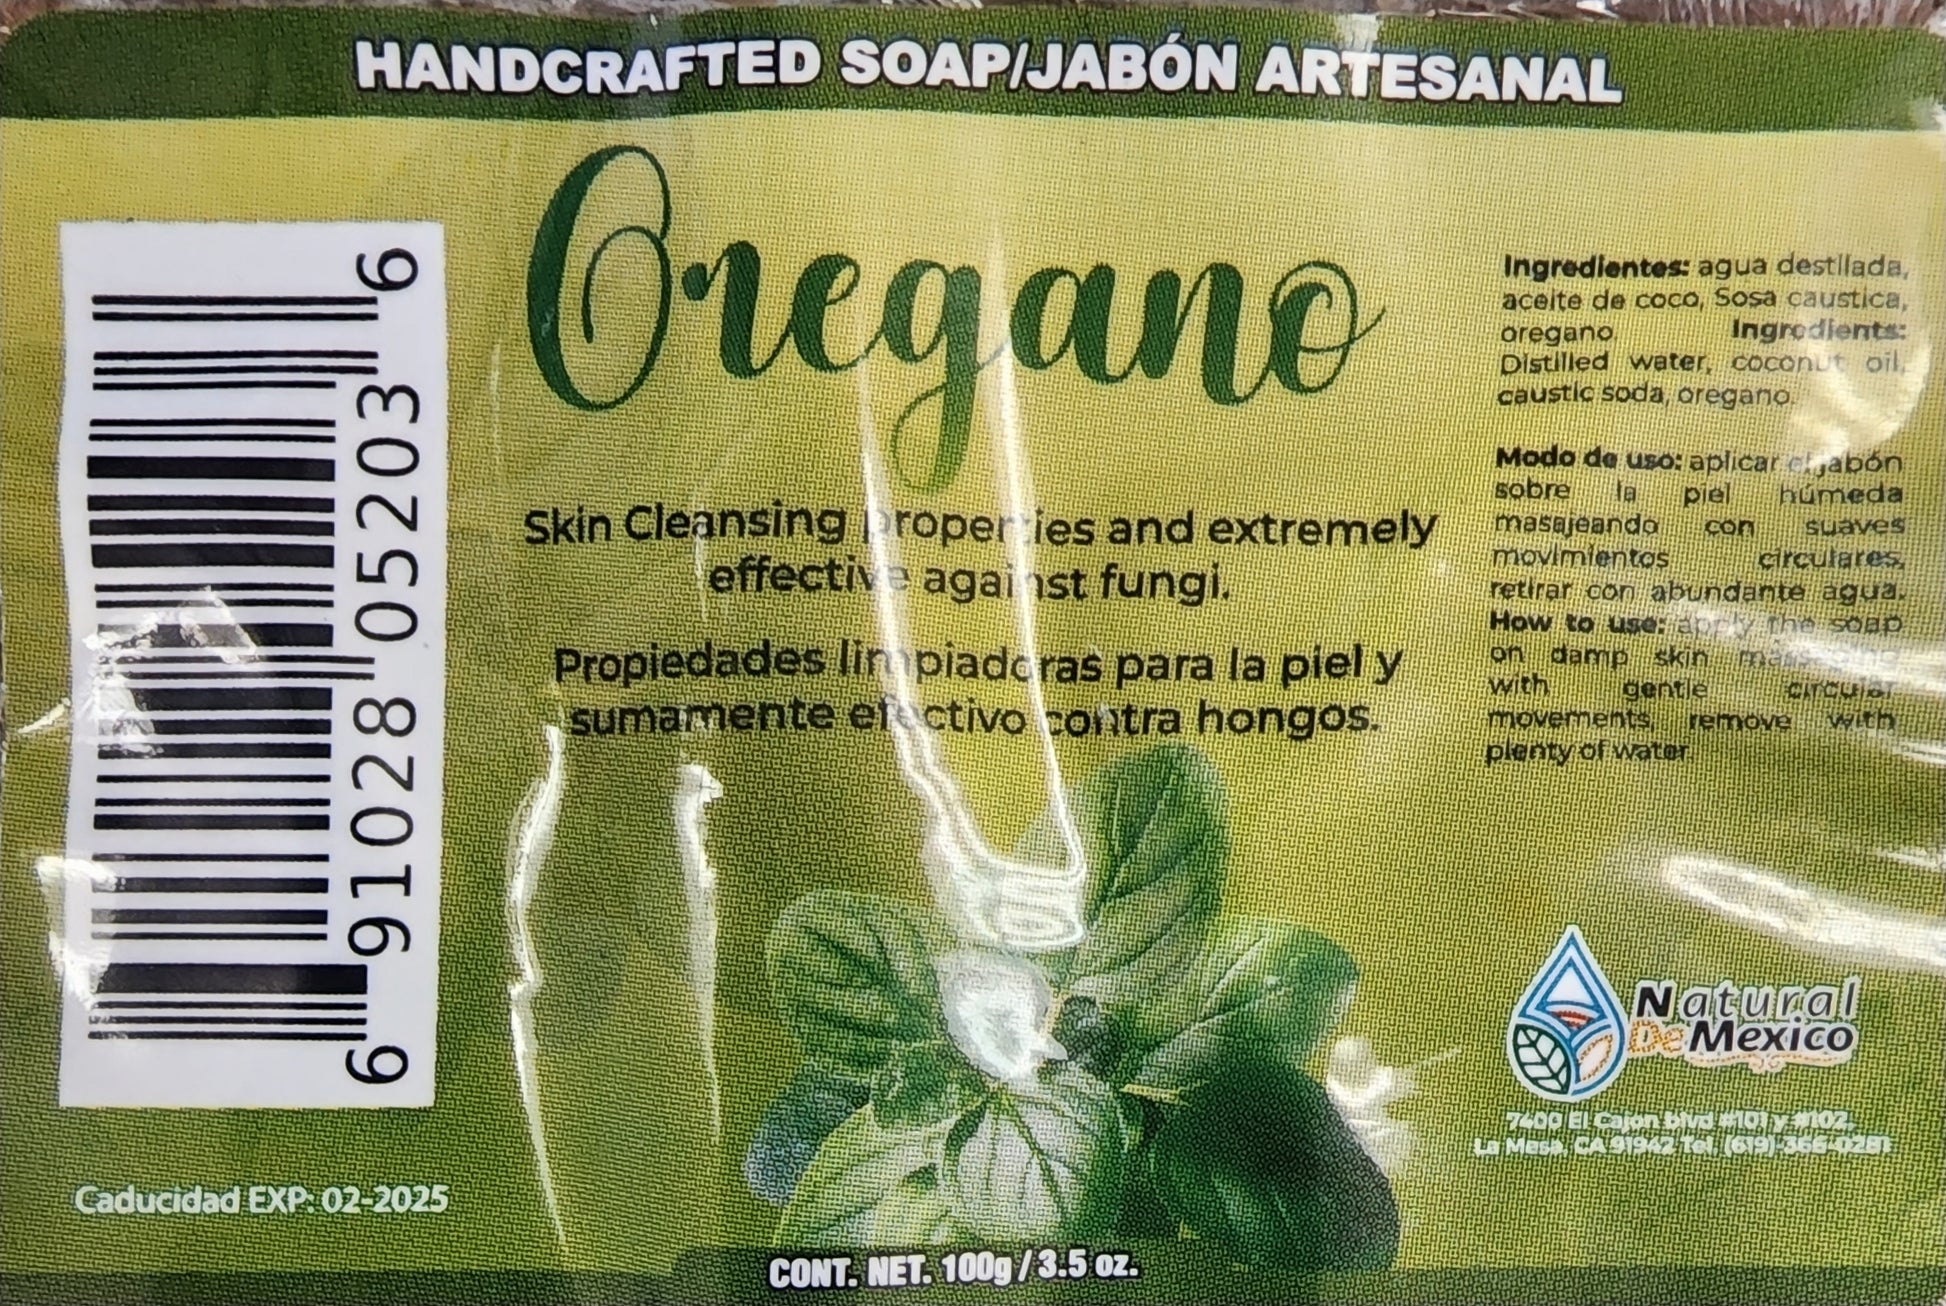 HANDCRAFTED SOAP/JABÓN ARTESANAL
Oregano
Skin Cleansing properties and extremely
effective against fungi.
Propiedades limpiadoras para la piel y
sumamente efectivo contra hongos.
6 91028 05203 6
Caducidad EXP: 02-2025
CONT. NET. 100g / 3.5 oz.
Ingredientes: agua destilada,
aceite de coco, Sosa caustica,
oregano. Ingredients:
Distilled water, coconut oil,
caustic soda, oregano.
Modo de uso: aplicar el jabón
sobre la piel húmeda
masajeando con suaves
movimientos circulares,
retirar con abundante agua.
How to use: apply the soap
on damp skin massaging
with gentle circular
movements, remove with
plenty of water
Natural
De Mexico
7400 El Cajon blvd #101 y #102,
La Mesa, CA 91942 Tel. (619)-366-0281